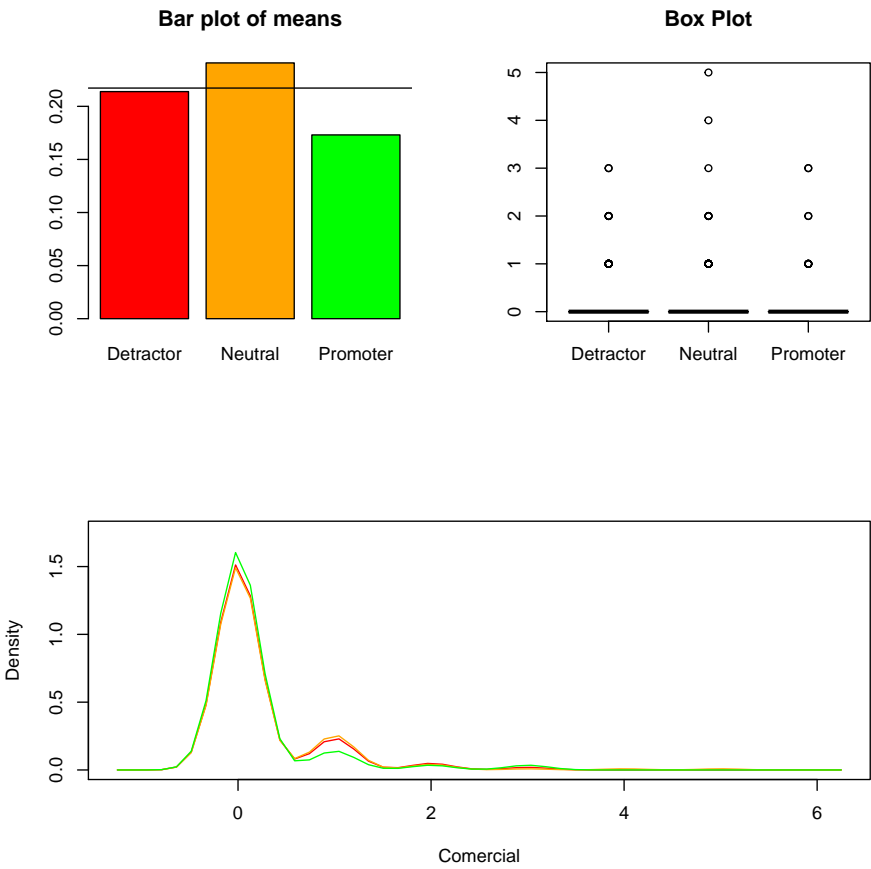 Bar plot of means
0.00 0.05 0.10 0.15 0.20
Detractor Neutral Promoter
Box Plot
0 1 2 3 4 5
Detractor Neutral Promoter
Density
0.0 0.5 1.0 1.5
0 2 4 6
Comercial